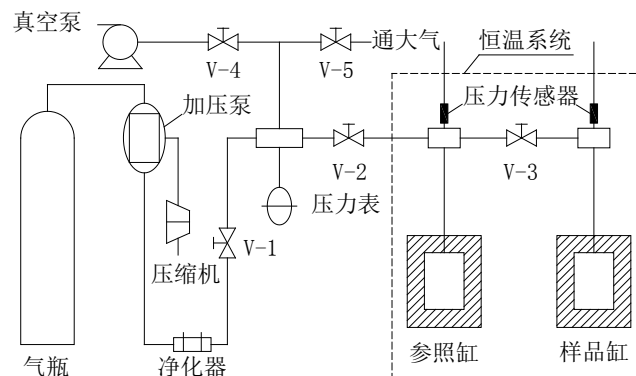 真空泵
V-4
V-5
通大气
恒温系统
加压泵
压力传感器
V-2
V-3
压力表
V-1
压缩机
气瓶
净化器
参照缸
样品缸